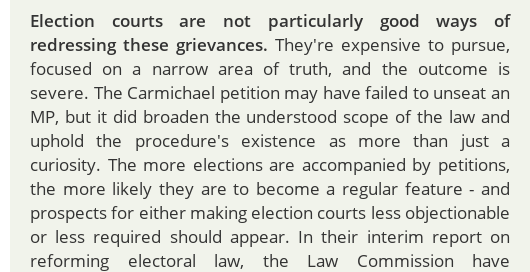 Election courts are not particularly good ways of
redressing these grievances. They're expensive to pursue,
focused on a narrow area of truth, and the outcome is
severe. The Carmichael petition may have failed to unseat an
MP, but it did broaden the understood scope of the law and
uphold the procedure's existence as more than just a
curiosity. The more elections are accompanied by petitions,
the more likely they are to become a regular feature - and
prospects for either making election courts less objectionable
or less required should appear. In their interim report on
reforming electoral law, the Law Commission have